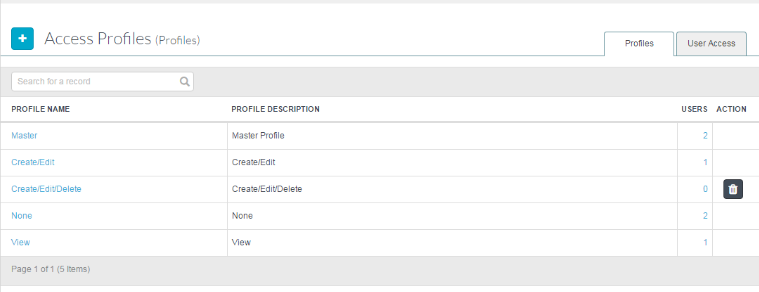 + Access Profiles (Profiles)
Profiles User Access
Search for a record
PROFILE NAME PROFILE DESCRIPTION USERS ACTION
Master Master Profile 2
Create/Edit Create/Edit 1
Create/Edit/Delete Create/Edit/Delete 0
None None 2
View View 1
Page 1 of 1 (5 Items)